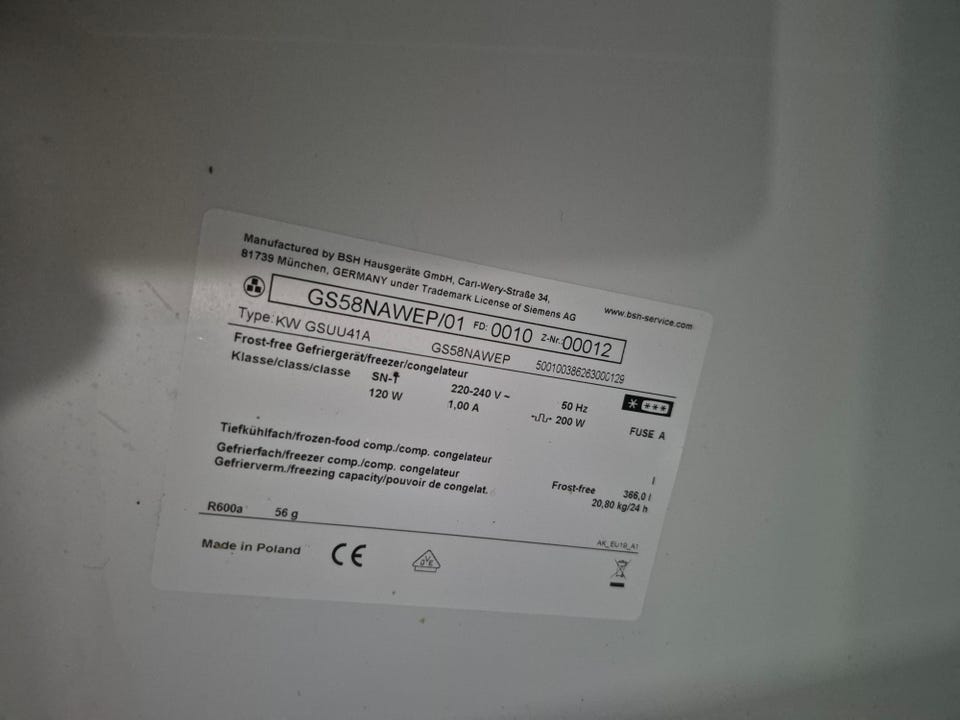 Manufactured by BSH Hausgeräte GmbH, Carl-Wery-Straße 34,
81739 München, GERMANY under Trademark License of Siemens AG
www.bsh-service.com
GS58NAWEP/01 FD: 0010 Z-Nr.: 00012
Type: KW GSUU41A GS58NAWEP 500100386263000129
Frost-free Gefriergerät/freezer/congelateur
Klasse/class/classe SN-T 220-240 V ~ 50 Hz
120 W 1,00 A 200 W FUSE A
Tiefkühlfach/frozen-food comp./comp. congelateur l
Gefrierfach/freezer comp./comp. congelateur Frost-free 366,0 l
Gefrierverm./freezing capacity/pouvoir de congelat. 20,80 kg/24 h
R600a 56 g
AK_EU19_A1
Made in Poland CE
OVE